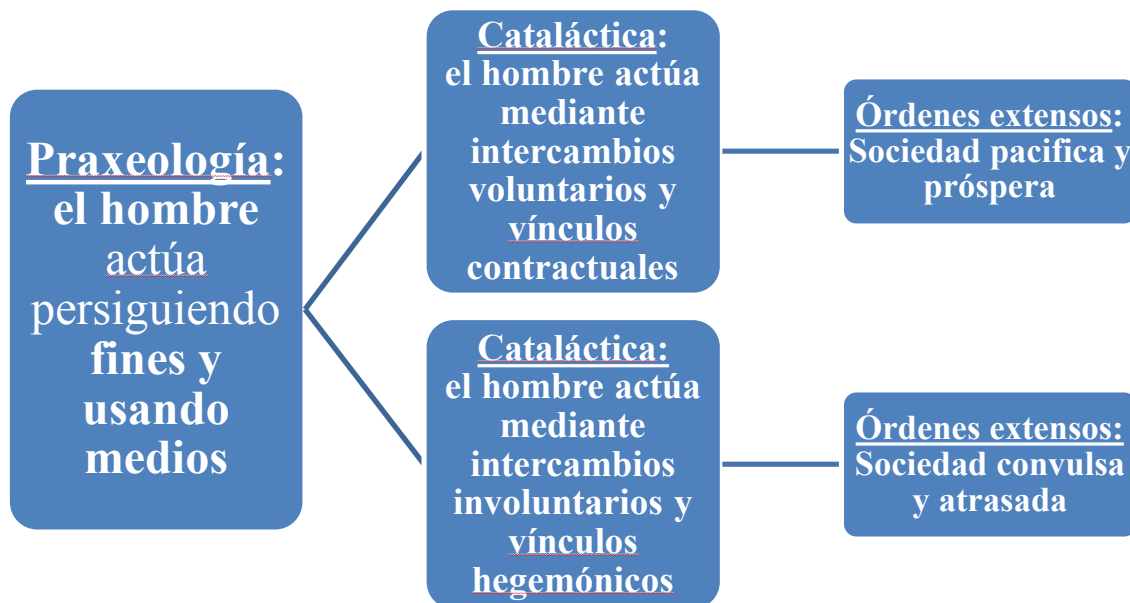 Praxeología:
el hombre
actúa
persiguiendo
fines y
usando
medios
Cataláctica:
el hombre actúa
mediante
intercambios
voluntarios y
vínculos
contractuales
Órdenes extensos:
Sociedad pacifica y
próspera
Cataláctica:
el hombre actúa
mediante
intercambios
involuntarios y
vínculos
hegemónicos
Órdenes extensos:
Sociedad convulsa
y atrasada